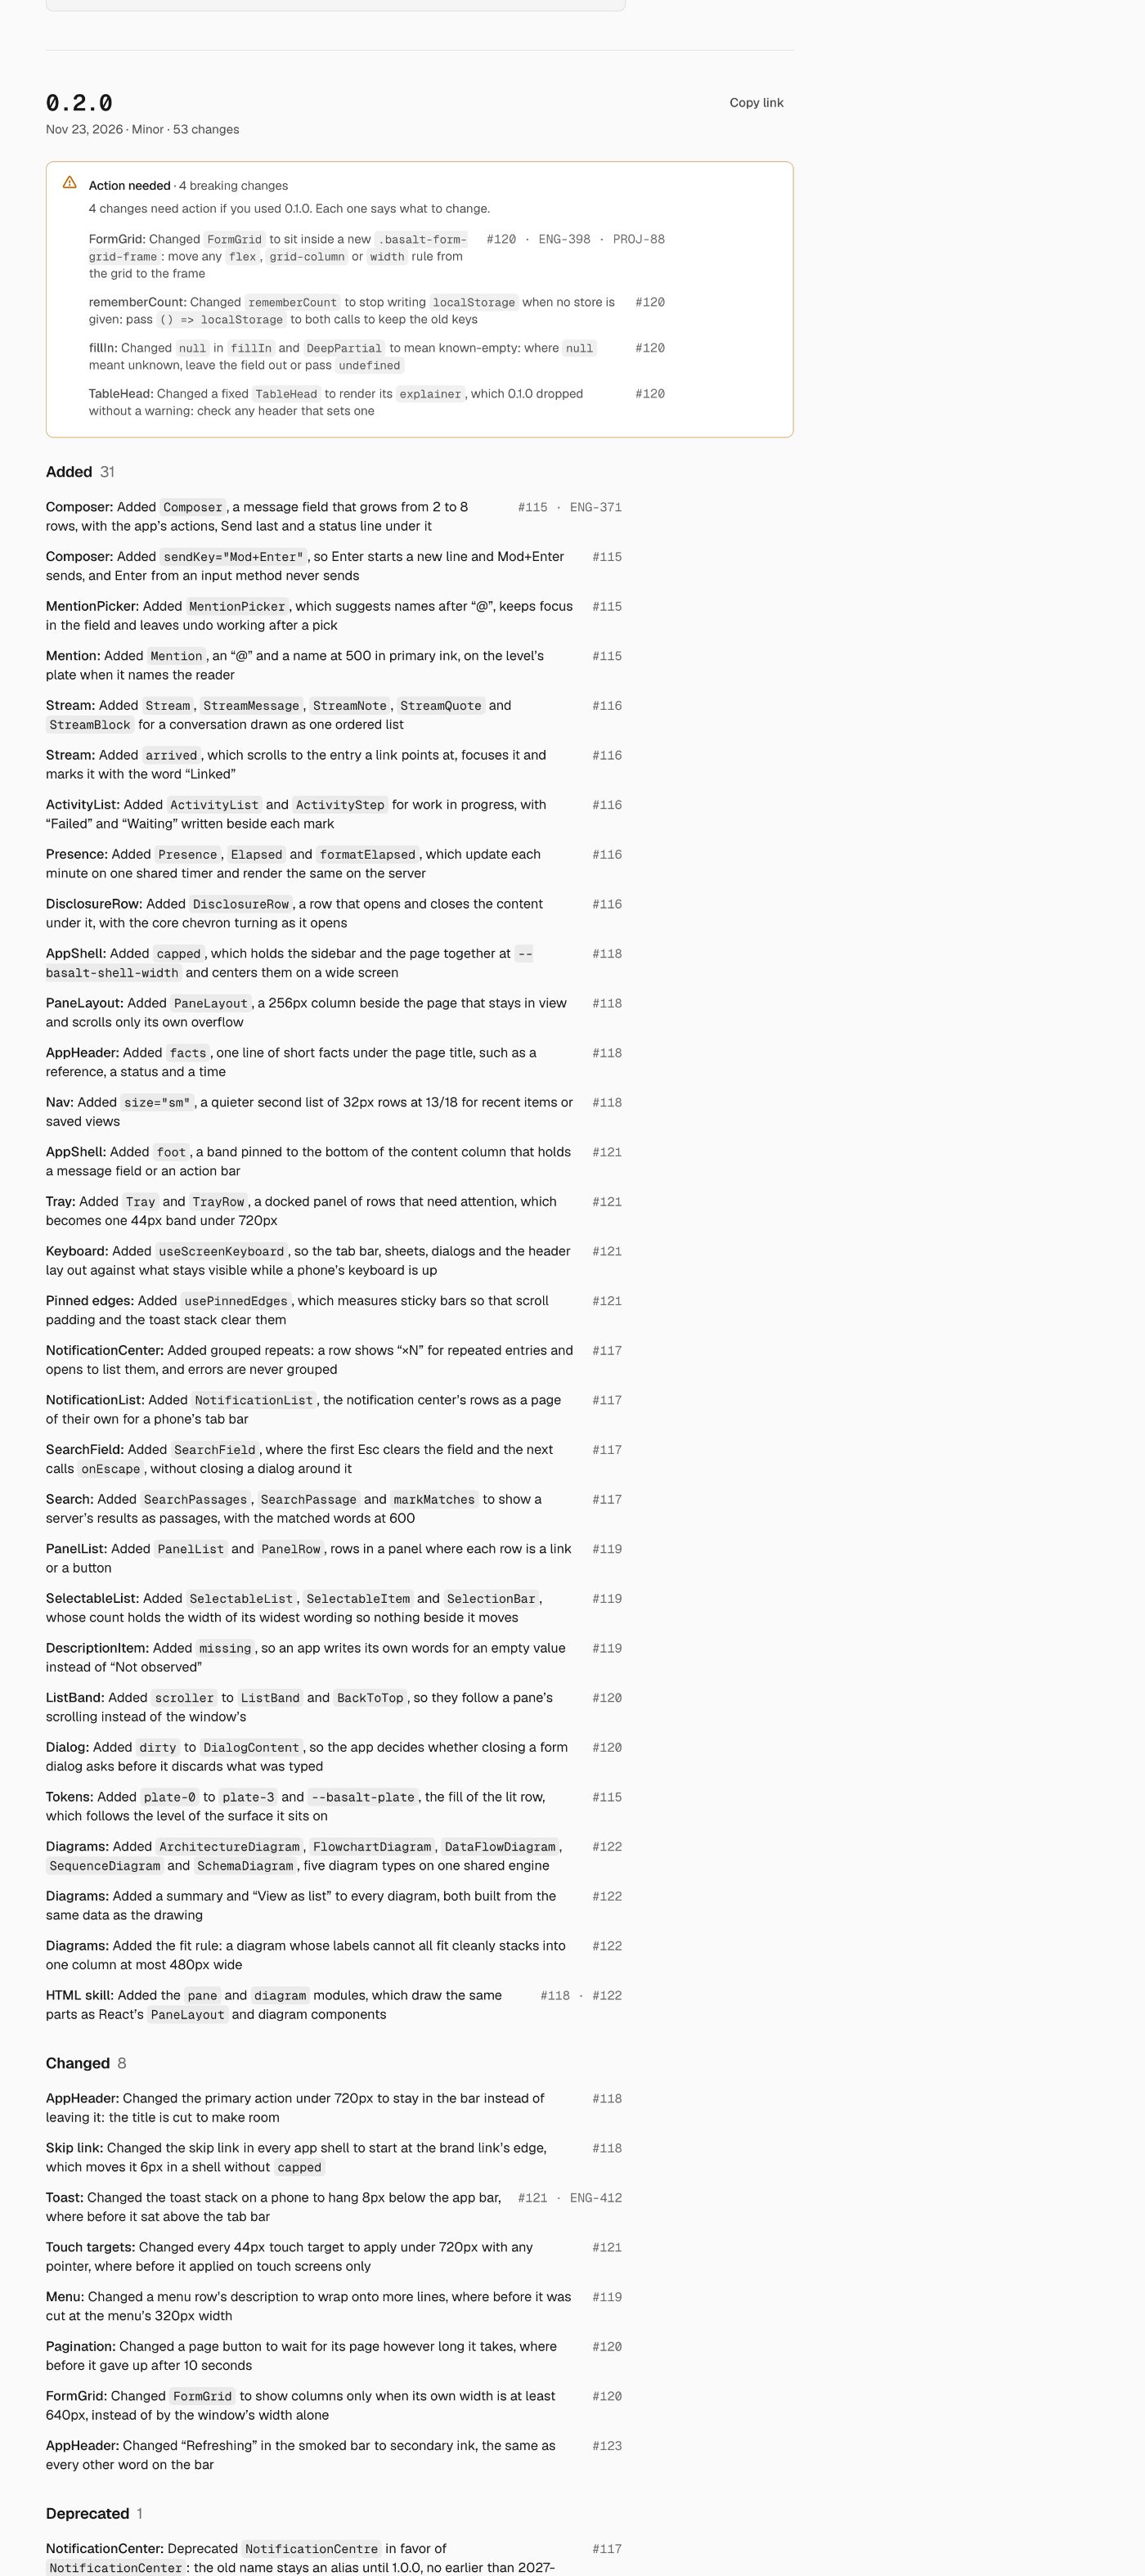 0.2.0
Copy link
Nov 23, 2026 · Minor · 53 changes
Action needed · 4 breaking changes
4 changes need action if you used 0.1.0. Each one says what to change.
FormGrid: Changed FormGrid to sit inside a new .basalt-form-
#120 · ENG-398 · PROJ-88
grid-frame: move any flex, grid-column or width rule from
the grid to the frame
rememberCount: Changed rememberCount to stop writing localStorage when no store is
#120
given: pass () => localStorage to both calls to keep the old keys
fillIn: Changed null in fillIn and DeepPartial to mean known-empty: where null
#120
meant unknown, leave the field out or pass undefined
TableHead: Changed a fixed TableHead to render its explainer, which 0.1.0 dropped
#120
without a warning: check any header that sets one
Added 31
Composer: Added Composer, a message field that grows from 2 to 8
#115 · ENG-371
rows, with the app’s actions, Send last and a status line under it
Composer: Added sendKey="Mod+Enter", so Enter starts a new line and Mod+Enter
#115
sends, and Enter from an input method never sends
MentionPicker: Added MentionPicker, which suggests names after “@”, keeps focus
#115
in the field and leaves undo working after a pick
Mention: Added Mention, an “@” and a name at 500 in primary ink, on the level’s
#115
plate when it names the reader
Stream: Added Stream, StreamMessage, StreamNote, StreamQuote and
#116
StreamBlock for a conversation drawn as one ordered list
Stream: Added arrived, which scrolls to the entry a link points at, focuses it and
#116
marks it with the word “Linked”
ActivityList: Added ActivityList and ActivityStep for work in progress, with
#116
“Failed” and “Waiting” written beside each mark
Presence: Added Presence, Elapsed and formatElapsed, which update each
#116
minute on one shared timer and render the same on the server
DisclosureRow: Added DisclosureRow, a row that opens and closes the content
#116
under it, with the core chevron turning as it opens
AppShell: Added capped, which holds the sidebar and the page together at --
#118
basalt-shell-width and centers them on a wide screen
PaneLayout: Added PaneLayout, a 256px column beside the page that stays in view
#118
and scrolls only its own overflow
AppHeader: Added facts, one line of short facts under the page title, such as a
#118
reference, a status and a time
Nav: Added size="sm", a quieter second list of 32px rows at 13/18 for recent items or
#118
saved views
AppShell: Added foot, a band pinned to the bottom of the content column that holds
#121
a message field or an action bar
Tray: Added Tray and TrayRow, a docked panel of rows that need attention, which
#121
becomes one 44px band under 720px
Keyboard: Added useScreenKeyboard, so the tab bar, sheets, dialogs and the header
#121
lay out against what stays visible while a phone’s keyboard is up
Pinned edges: Added usePinnedEdges, which measures sticky bars so that scroll
#121
padding and the toast stack clear them
NotificationCenter: Added grouped repeats: a row shows “×N” for repeated entries and
#117
opens to list them, and errors are never grouped
NotificationList: Added NotificationList, the notification center’s rows as a page
#117
of their own for a phone’s tab bar
SearchField: Added SearchField, where the first Esc clears the field and the next
#117
calls onEscape, without closing a dialog around it
Search: Added SearchPassages, SearchPassage and markMatches to show a
#117
server’s results as passages, with the matched words at 600
PanelList: Added PanelList and PanelRow, rows in a panel where each row is a link
#119
or a button
SelectableList: Added SelectableList, SelectableItem and SelectionBar,
#119
whose count holds the width of its widest wording so nothing beside it moves
DescriptionItem: Added missing, so an app writes its own words for an empty value
#119
instead of “Not observed”
ListBand: Added scroller to ListBand and BackToTop, so they follow a pane’s
#120
scrolling instead of the window’s
Dialog: Added dirty to DialogContent, so the app decides whether closing a form
#120
dialog asks before it discards what was typed
Tokens: Added plate-0 to plate-3 and --basalt-plate, the fill of the lit row,
#115
which follows the level of the surface it sits on
Diagrams: Added ArchitectureDiagram, FlowchartDiagram, DataFlowDiagram,
#122
SequenceDiagram and SchemaDiagram, five diagram types on one shared engine
Diagrams: Added a summary and “View as list” to every diagram, both built from the
#122
same data as the drawing
Diagrams: Added the fit rule: a diagram whose labels cannot all fit cleanly stacks into
#122
one column at most 480px wide
HTML skill: Added the pane and diagram modules, which draw the same
#118 · #122
parts as React’s PaneLayout and diagram components
Changed 8
AppHeader: Changed the primary action under 720px to stay in the bar instead of
#118
leaving it: the title is cut to make room
Skip link: Changed the skip link in every app shell to start at the brand link’s edge,
#118
which moves it 6px in a shell without capped
Toast: Changed the toast stack on a phone to hang 8px below the app bar,
#121 · ENG-412
where before it sat above the tab bar
Touch targets: Changed every 44px touch target to apply under 720px with any
#121
pointer, where before it applied on touch screens only
Menu: Changed a menu row’s description to wrap onto more lines, where before it was
#119
cut at the menu’s 320px width
Pagination: Changed a page button to wait for its page however long it takes, where
#120
before it gave up after 10 seconds
FormGrid: Changed FormGrid to show columns only when its own width is at least
#120
640px, instead of by the window’s width alone
AppHeader: Changed “Refreshing” in the smoked bar to secondary ink, the same as
#123
every other word on the bar
Deprecated 1
NotificationCenter: Deprecated NotificationCentre in favor of
#117
NotificationCenter: the old name stays an alias until 1.0.0, no earlier than 2027-